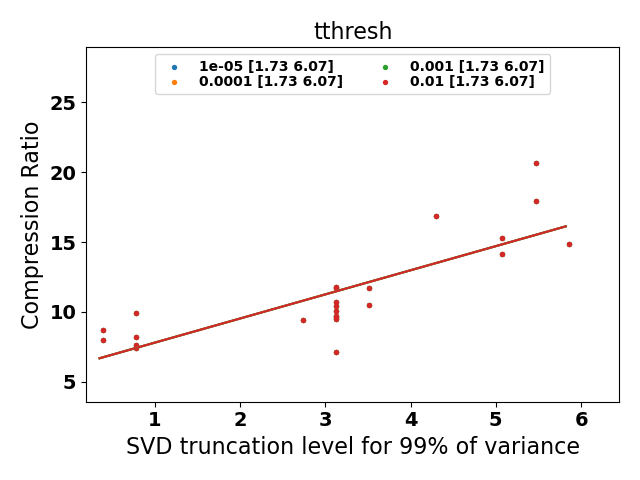 tthresh
1e-05 [1.73 6.07]
0.0001 [1.73 6.07]
0.001 [1.73 6.07]
0.01 [1.73 6.07]
Compression Ratio
25
20
15
10
5
1 2 3 4 5 6
SVD truncation level for 99% of variance